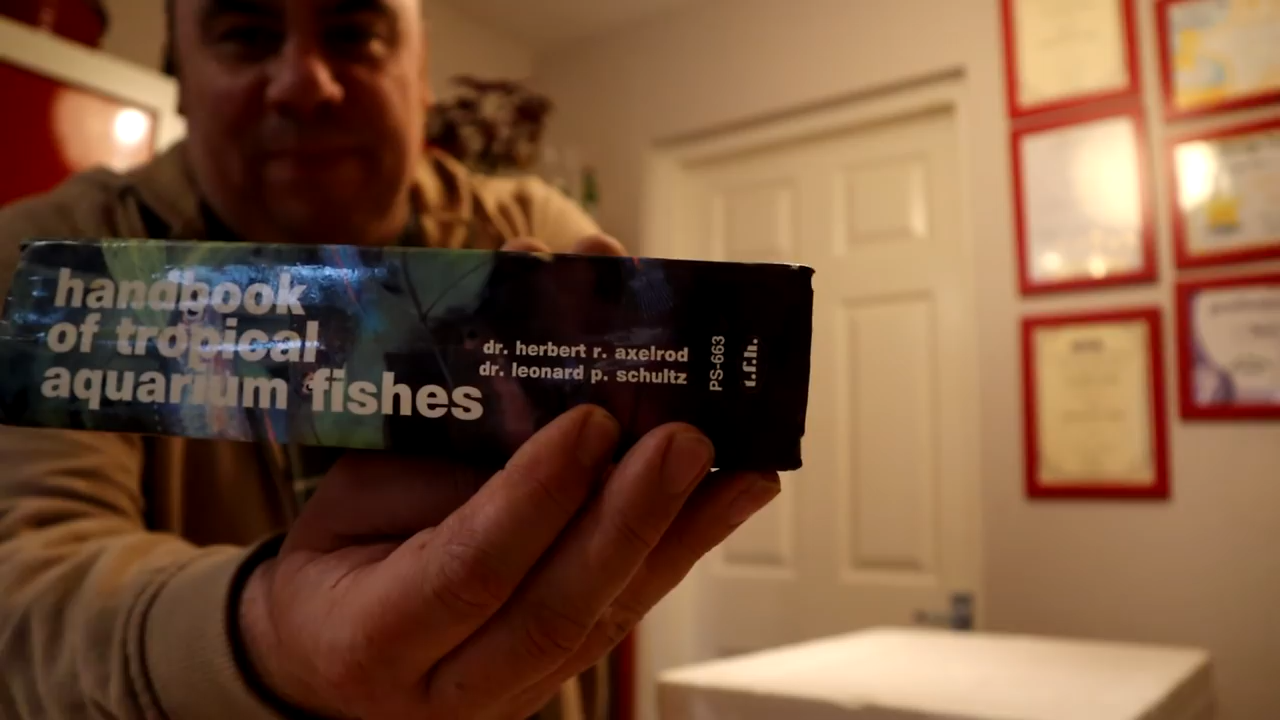 handbook
of tropical
aquarium fishes
dr. herbert r. axelrod
dr. leonard p. schultz
PS-663
t.f.h.